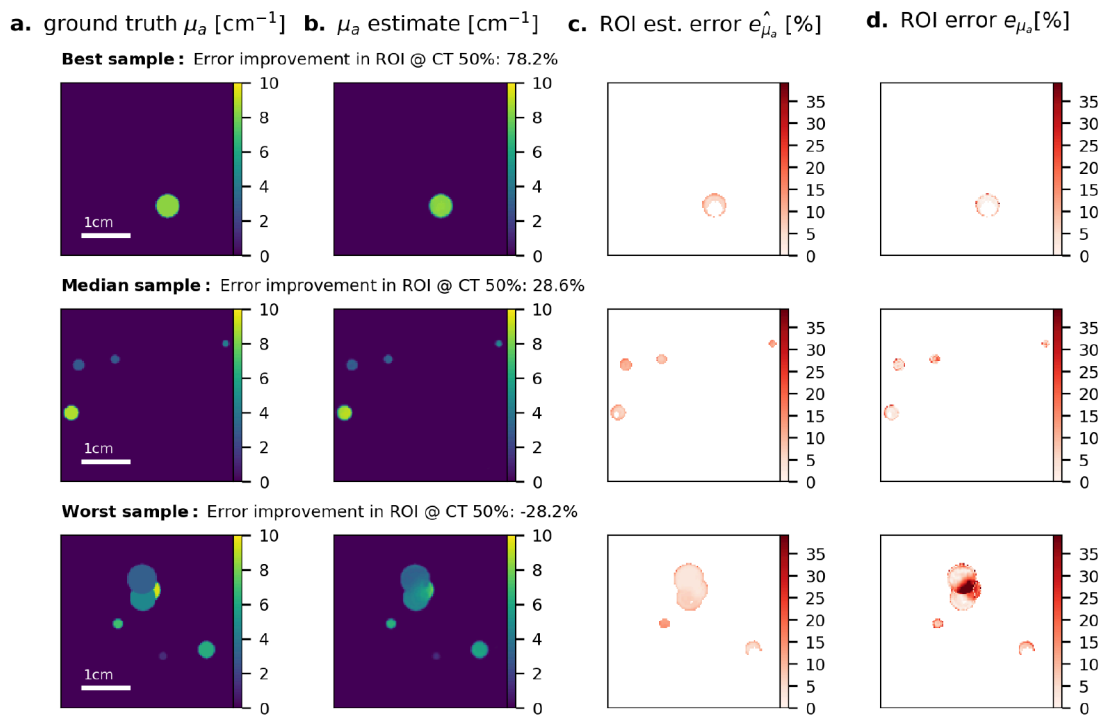 a. ground truth μₐ [cm⁻¹] b. μₐ estimate [cm⁻¹] c. ROI est. error e^_μₐ [%] d. ROI error e_μₐ[%]
Best sample: Error improvement in ROI @ CT 50%: 78.2%
10 10 35 35
8 8 30 30
6 6 25 25
4 4 20 20
2 2 15 15
0 0 10 10
5 5
0 0
1cm
Median sample: Error improvement in ROI @ CT 50%: 28.6%
10 10 35 35
8 8 30 30
6 6 25 25
4 4 20 20
2 2 15 15
0 0 10 10
5 5
0 0
1cm
Worst sample: Error improvement in ROI @ CT 50%: -28.2%
10 10 35 35
8 8 30 30
6 6 25 25
4 4 20 20
2 2 15 15
0 0 10 10
5 5
0 0
1cm